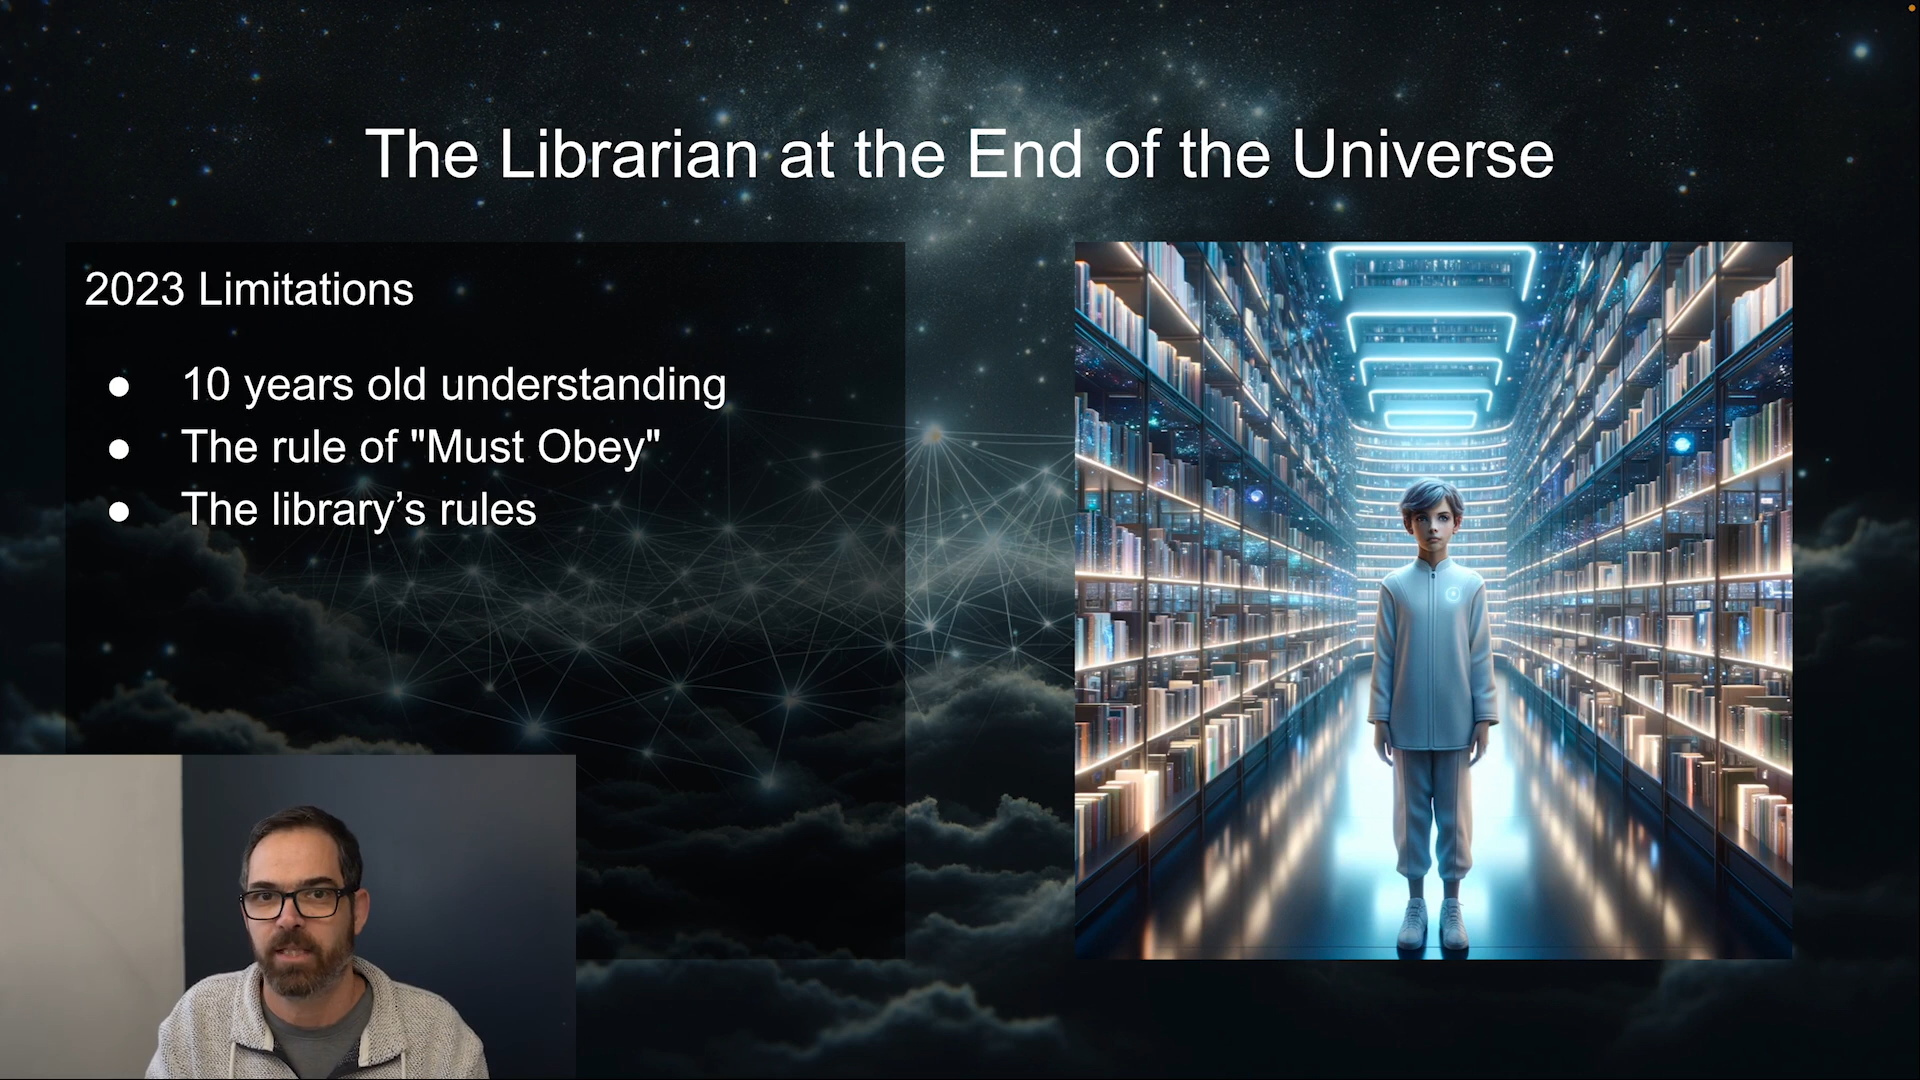 The Librarian at the End of the Universe
2023 Limitations
● 10 years old understanding
● The rule of "Must Obey"
● The library’s rules